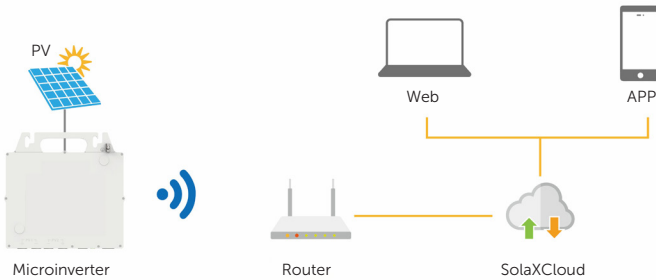 PV
Web
APP
Microinverter
Router
SolaXCloud